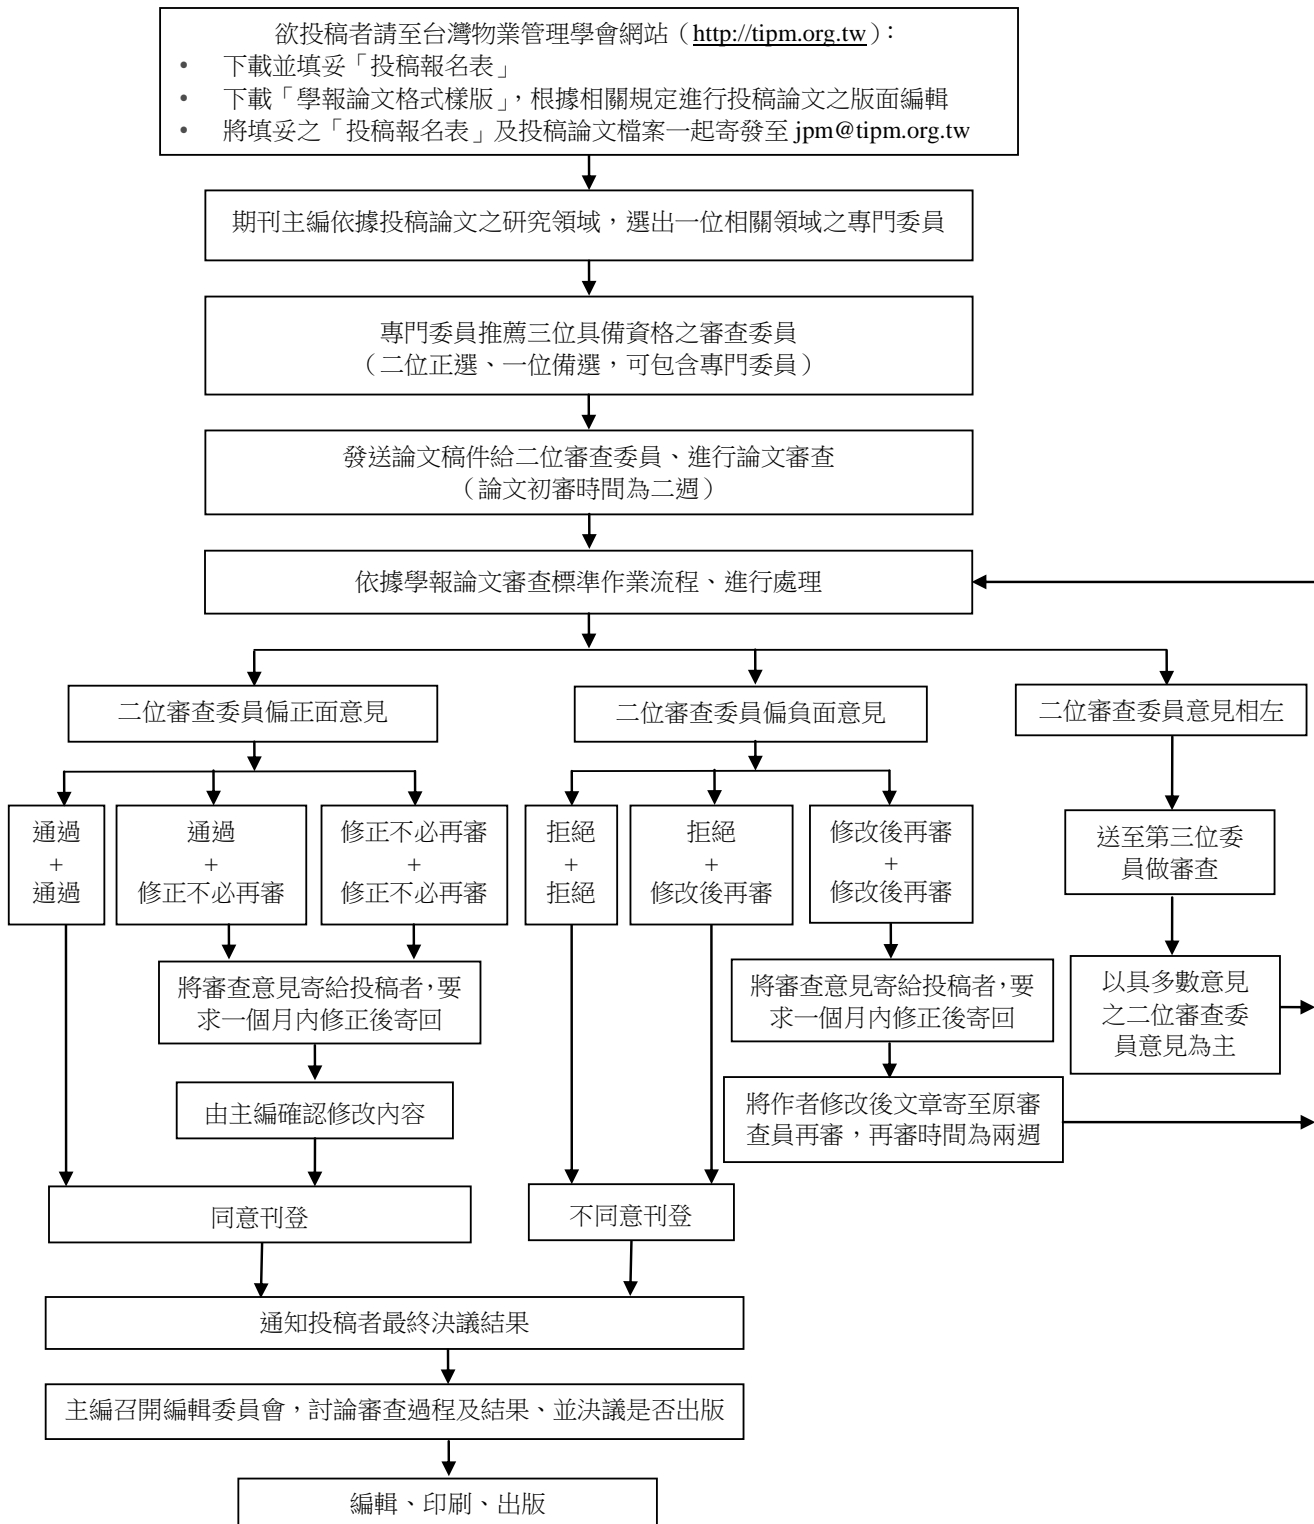 欲投稿者請至台灣物業管理學會網站（http://tipm.org.tw）：
• 下載並填妥「投稿報名表」
• 下載「學報論文格式樣版」，根據相關規定進行投稿論文之版面編輯
• 將填妥之「投稿報名表」及投稿論文檔案一起寄發至 jpm@tipm.org.tw
期刊主編依據投稿論文之研究領域，選出一位相關領域之專門委員
專門委員推薦三位具備資格之審查委員
（二位正選、一位備選，可包含專門委員）
發送論文稿件給二位審查委員、進行論文審查
（論文初審時間為二週）
依據學報論文審查標準作業流程、進行處理
二位審查委員偏正面意見
二位審查委員偏負面意見
二位審查委員意見相左
通過
+
通過
通過
+
修正不必再審
修正不必再審
+
修正不必再審
拒絕
+
拒絕
拒絕
+
修改後再審
修改後再審
+
修改後再審
送至第三位委
員做審查
將審查意見寄給投稿者，要
求一個月內修正後寄回
將審查意見寄給投稿者，要
求一個月內修正後寄回
以具多數意見
之二位審查委
員意見為主
由主編確認修改內容
將作者修改後文章寄至原審
查員再審，再審時間為兩週
同意刊登
不同意刊登
通知投稿者最終決議結果
主編召開編輯委員會，討論審查過程及結果、並決議是否出版
編輯、印刷、出版